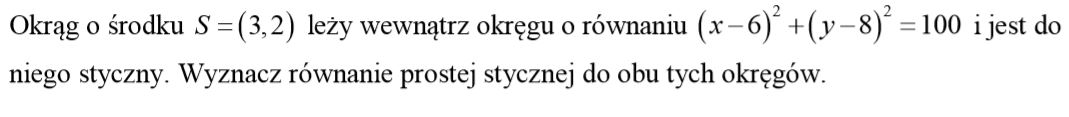 Okrąg o środku S = (3, 2) leży wewnątrz okręgu o równaniu (x − 6)² + (y − 8)² = 100 i jest do
niego styczny. Wyznacz równanie prostej stycznej do obu tych okręgów.